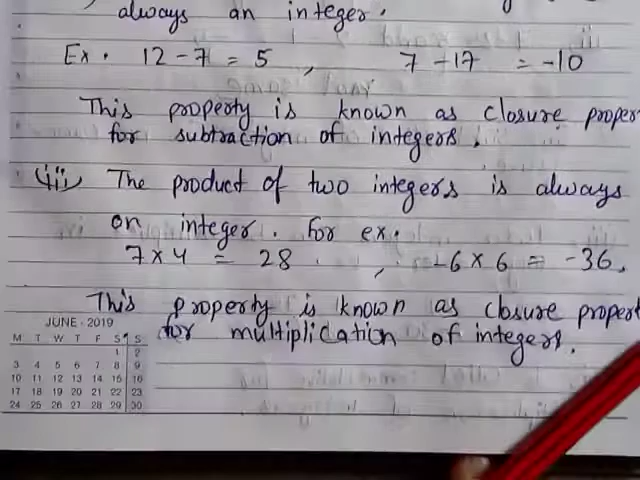 always an integer.
Ex. 12 - 7 = 5 , 7 - 17 = -10
This property is known as closure proper
for subtraction of integers.
(iii) The product of two integers is always
an integer. For ex.
7 x 4 = 28 , -6 x 6 = -36,
This property is known as closure propert
for multiplication of integers.
JUNE - 2019
M T W T F S S
1 2
3 4 5 6 7 8 9
10 11 12 13 14 15 16
17 18 19 20 21 22 23
24 25 26 27 28 29 30